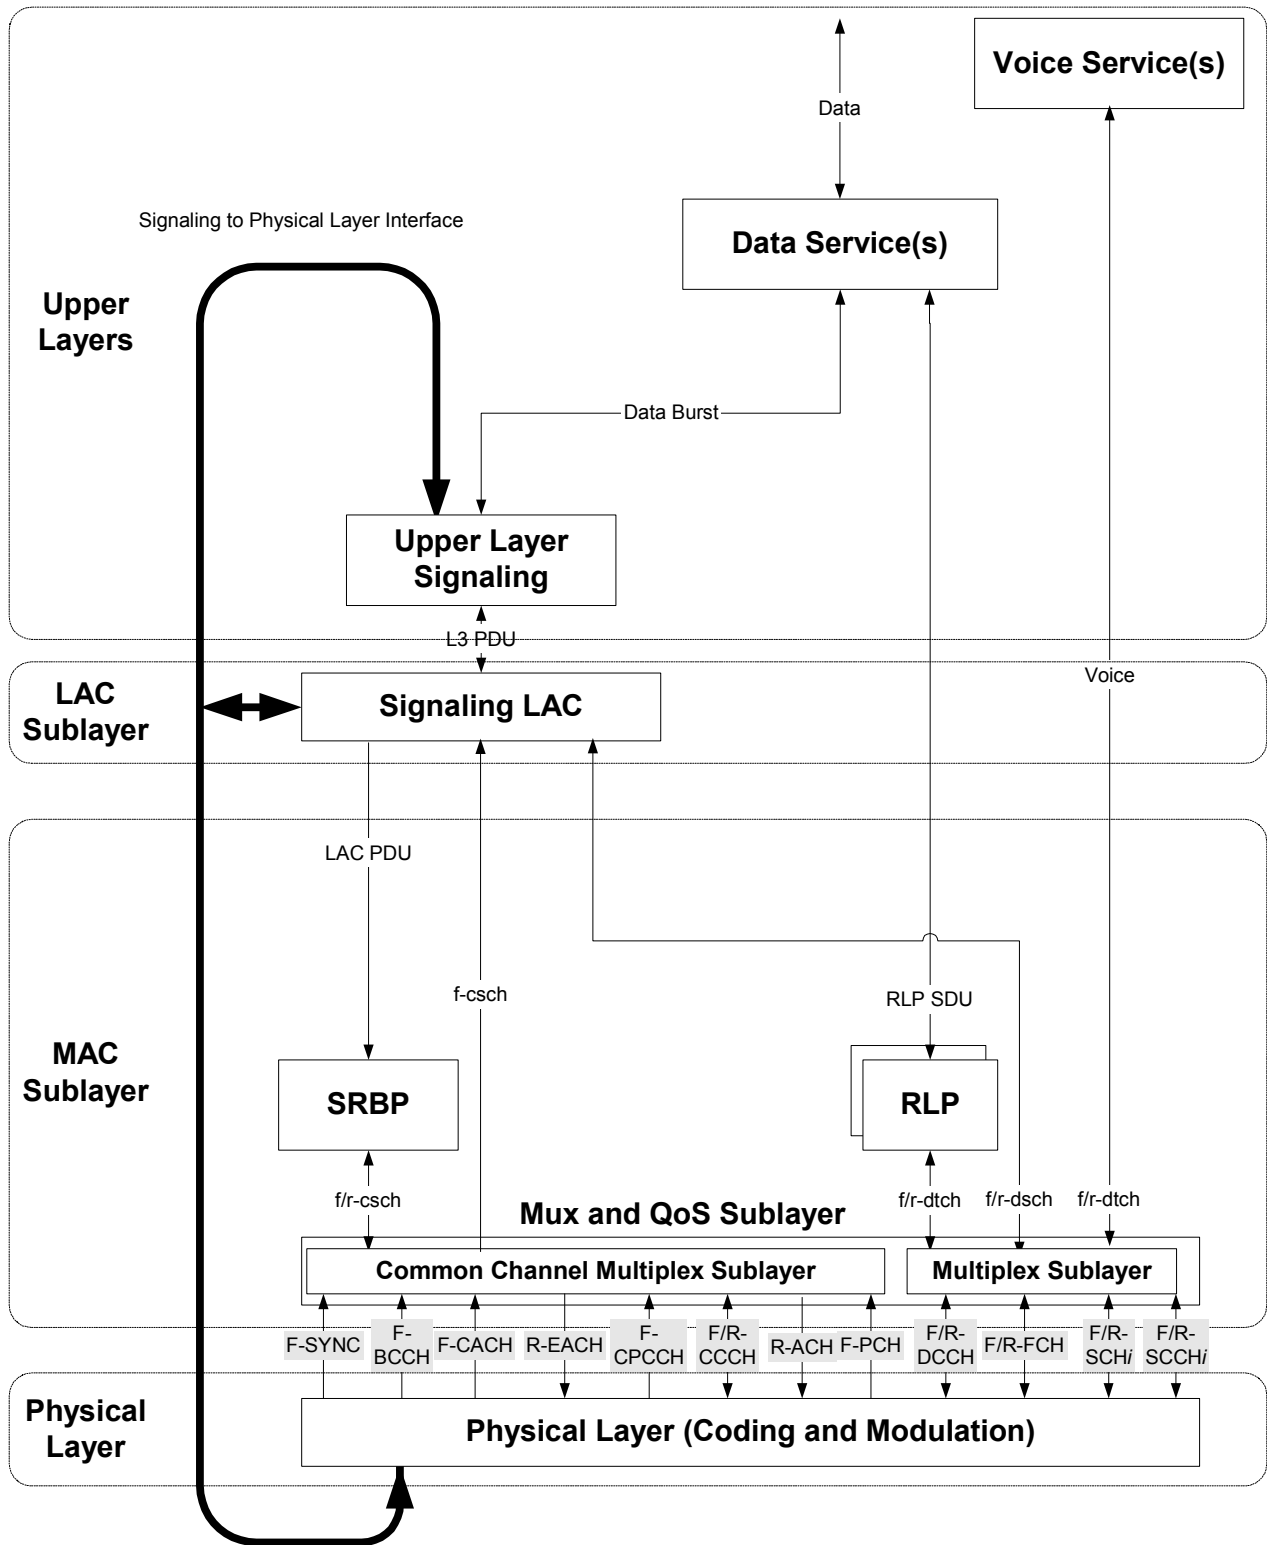 Voice Service(s)
Data
Signaling to Physical Layer Interface
Data Service(s)
Upper
Layers
Data Burst
Upper Layer
Signaling
L3 PDU
LAC
Sublayer
Signaling LAC
Voice
LAC PDU
f-csch
RLP SDU
MAC
Sublayer
SRBP
RLP
f/r-csch
f/r-dtch
f/r-dsch
f/r-dtch
Mux and QoS Sublayer
Common Channel Multiplex Sublayer
Multiplex Sublayer
F-SYNC
F-
BCCH
F-CACH
R-EACH
F-
CPCCH
F/R-
CCCH
R-ACH
F-PCH
F/R-
DCCH
F/R-FCH
F/R-
SCHi
F/R-
SCCHi
Physical
Layer
Physical Layer (Coding and Modulation)